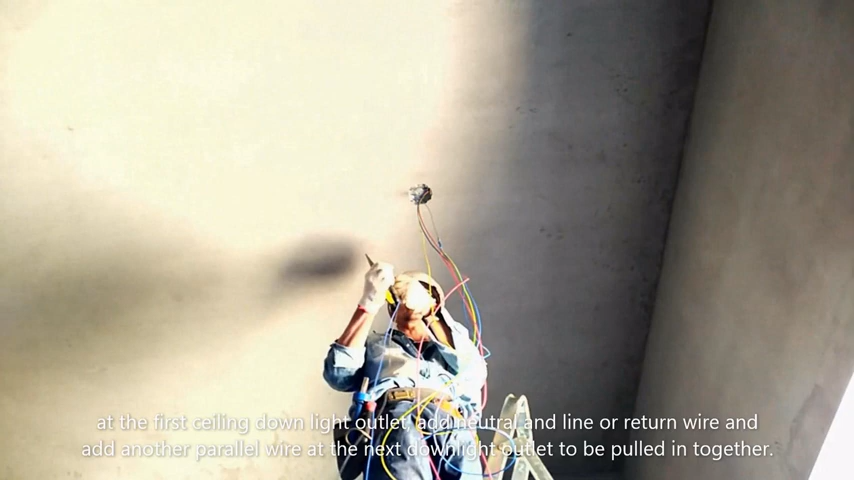 at the first ceiling down light outlet, add neutral and line or return wire and
add another parallel wire at the next downlight outlet to be pulled in together.